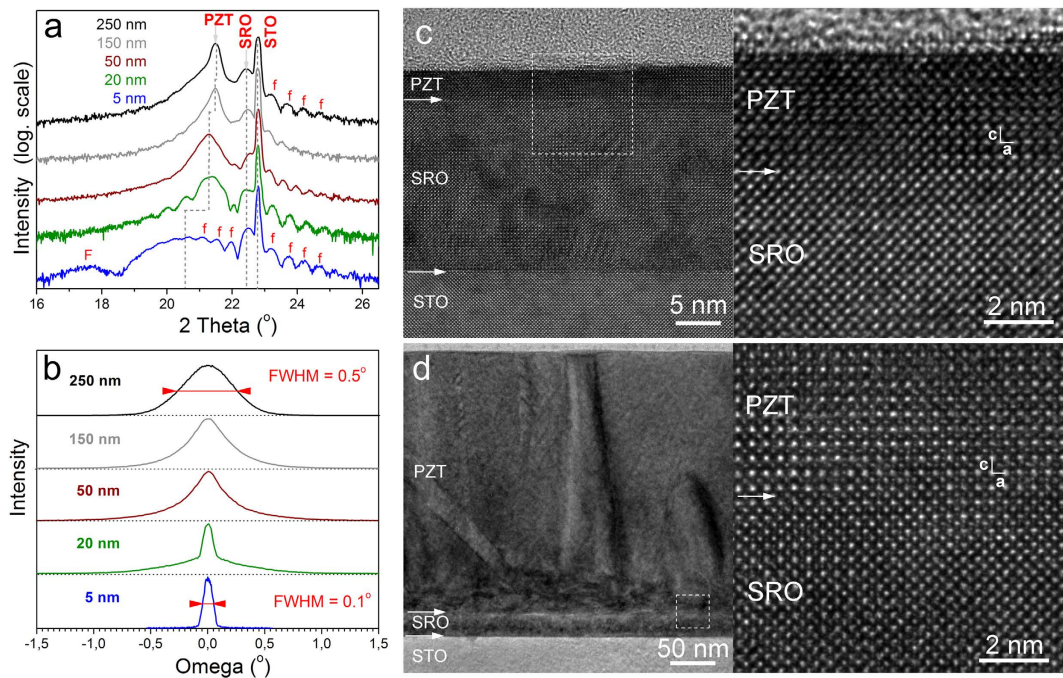 a
250 nm
150 nm
50 nm
20 nm
5 nm
PZT
SRO
STO
f f f f
F
f f f f f f f
Intensity (log. scale)
16 18 20 22 24 26
2 Theta (°)
b
250 nm
FWHM = 0.5°
150 nm
50 nm
20 nm
5 nm
FWHM = 0.1°
Intensity
-1,5 -1,0 -0,5 0,0 0,5 1,0 1,5
Omega (°)
c
PZT
SRO
STO
5 nm
PZT
c
a
SRO
2 nm
d
PZT
SRO
STO
50 nm
PZT
c
a
SRO
2 nm